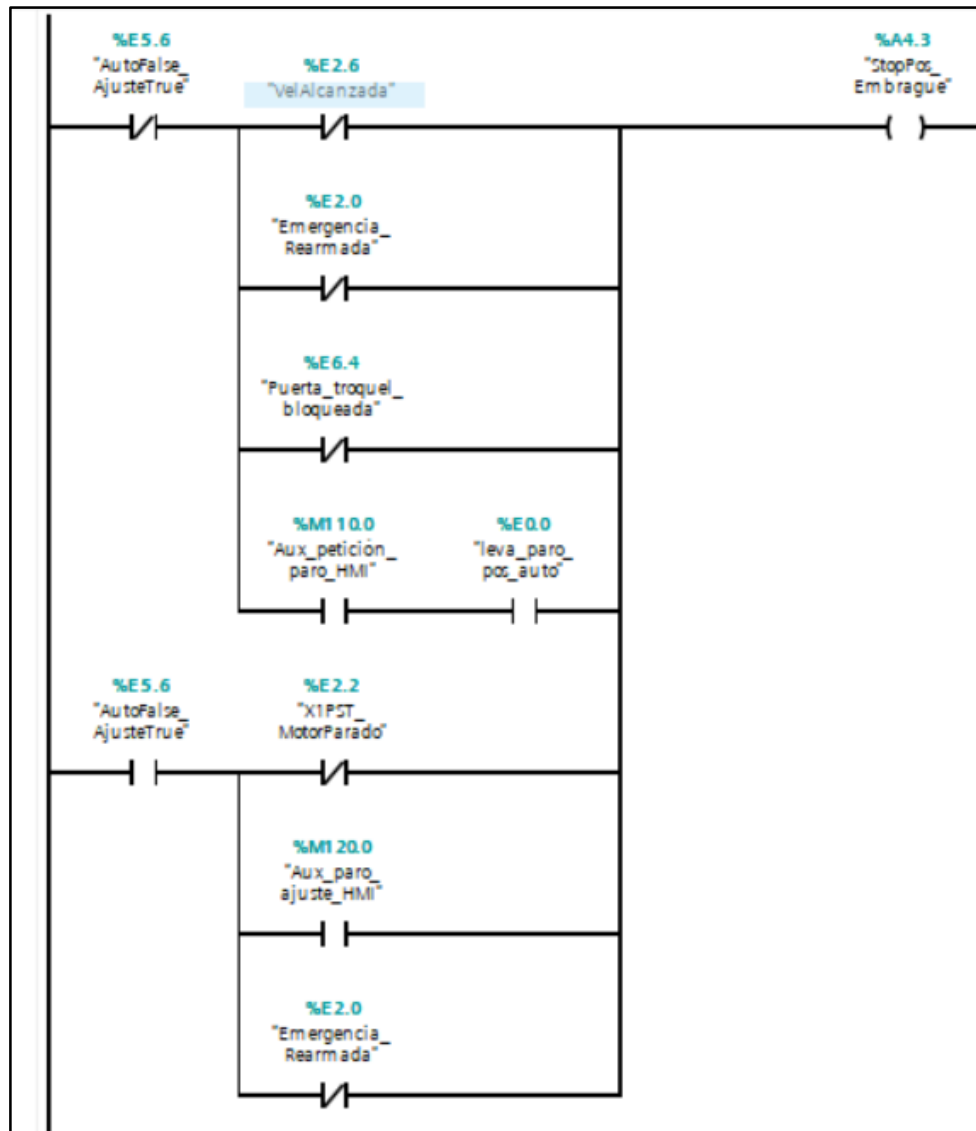 %E5.6
"AutoFalse_
AjusteTrue"
%E2.6
"VelAlcanzada"
%A4.3
"StopPos_
Embrague"
%E2.0
"Emergencia_
Rearmada"
%E6.4
"Puerta_troquel_
bloqueada"
%M110.0
"Aux_petición_
paro_HMI"
%E0.0
"leva_paro_
pos_auto"
%E5.6
"AutoFalse_
AjusteTrue"
%E2.2
"X1PST_
MotorParado"
%M120.0
"Aux_paro_
ajuste_HMI"
%E2.0
"Emergencia_
Rearmada"